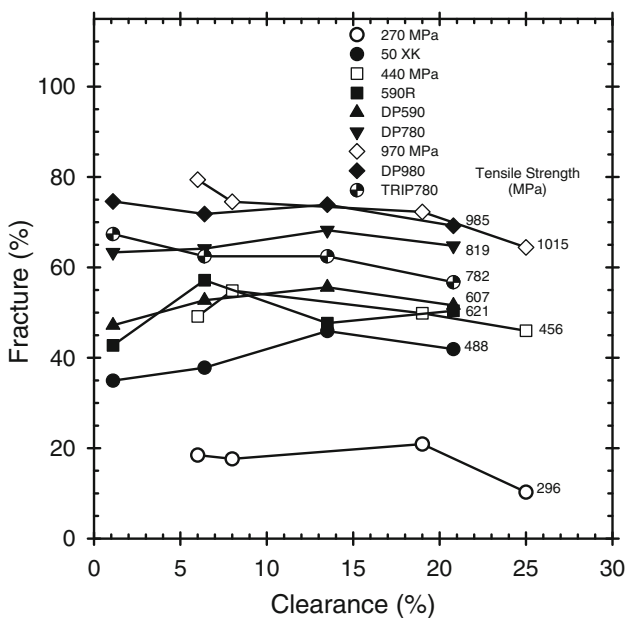 270 MPa
50 XK
440 MPa
590R
DP590
DP780
970 MPa
DP980
TRIP780
Tensile Strength
(MPa)
985
1015
819
782
607
621
456
488
296
Fracture (%)
100
80
60
40
20
0
0 5 10 15 20 25 30
Clearance (%)